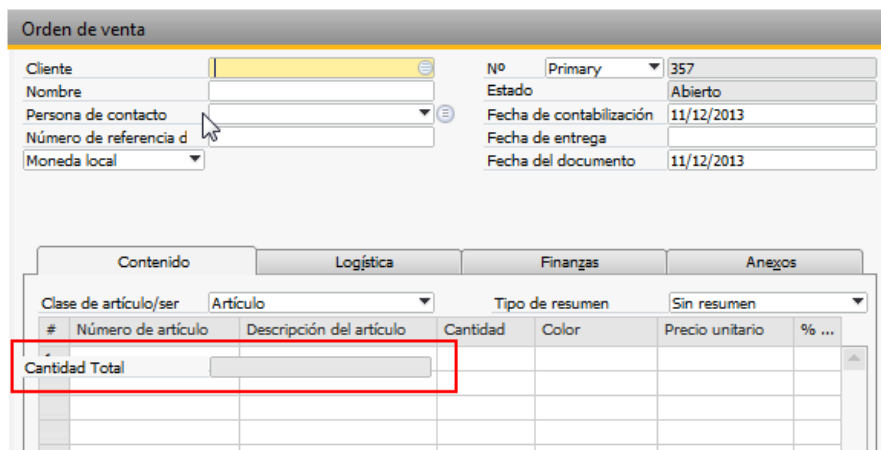 Orden de venta
Cliente
Nº Primary 357
Nombre
Estado Abierto
Persona de contacto
Fecha de contabilización 11/12/2013
Número de referencia d
Fecha de entrega
Moneda local
Fecha del documento 11/12/2013
Contenido Logística Finanzas Anexos
Clase de artículo/ser Artículo Tipo de resumen Sin resumen
# Número de artículo Descripción del artículo Cantidad Color Precio unitario % ...
Cantidad Total